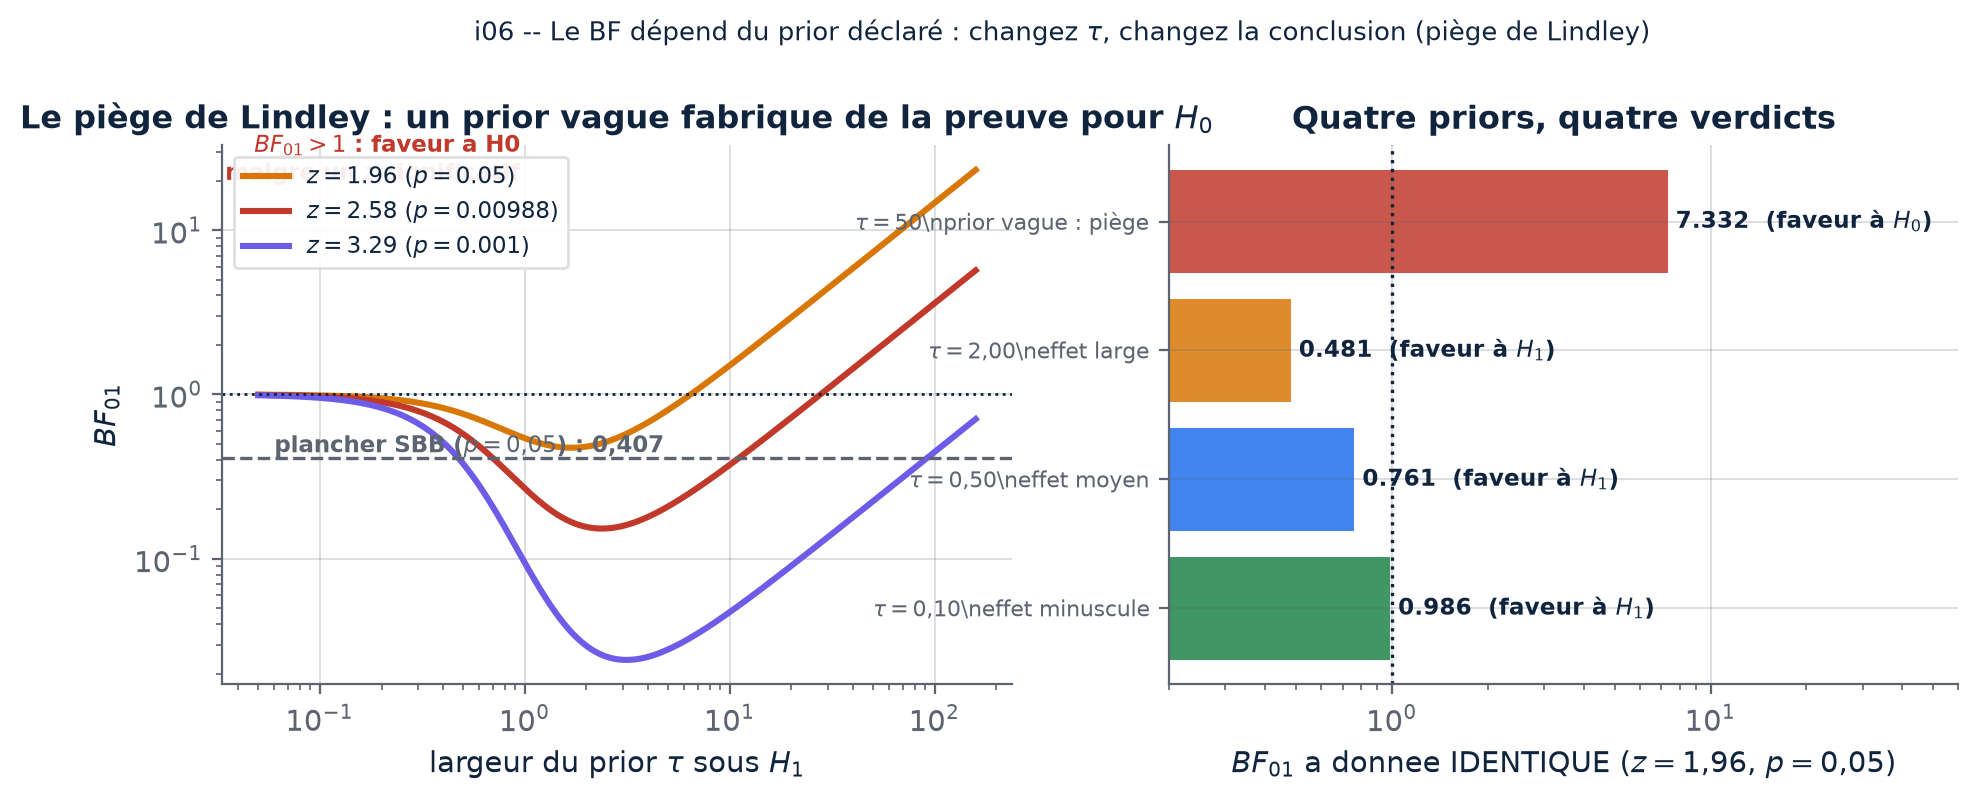 i06 -- Le BF dépend du prior déclaré : changez τ, changez la conclusion (piège de Lindley)
Le piège de Lindley : un prior vague fabrique de la preuve pour H₀
BF₀₁ > 1 : faveur a H0
z = 1.96 (p = 0.05)
z = 2.58 (p = 0.00988)
z = 3.29 (p = 0.001)
plancher SBB (p = 0,05) : 0,407
10¹
10⁰
10⁻¹
BF₀₁
10⁻¹
10⁰
10¹
10²
largeur du prior τ sous H₁
Quatre priors, quatre verdicts
τ = 50\nprior vague : piège
7.332 (faveur à H₀)
τ = 2,00\neffet large
0.481 (faveur à H₁)
τ = 0,50\neffet moyen
0.761 (faveur à H₁)
τ = 0,10\neffet minuscule
0.986 (faveur à H₁)
10⁰
10¹
BF₀₁ a donnee IDENTIQUE (z = 1,96, p = 0,05)